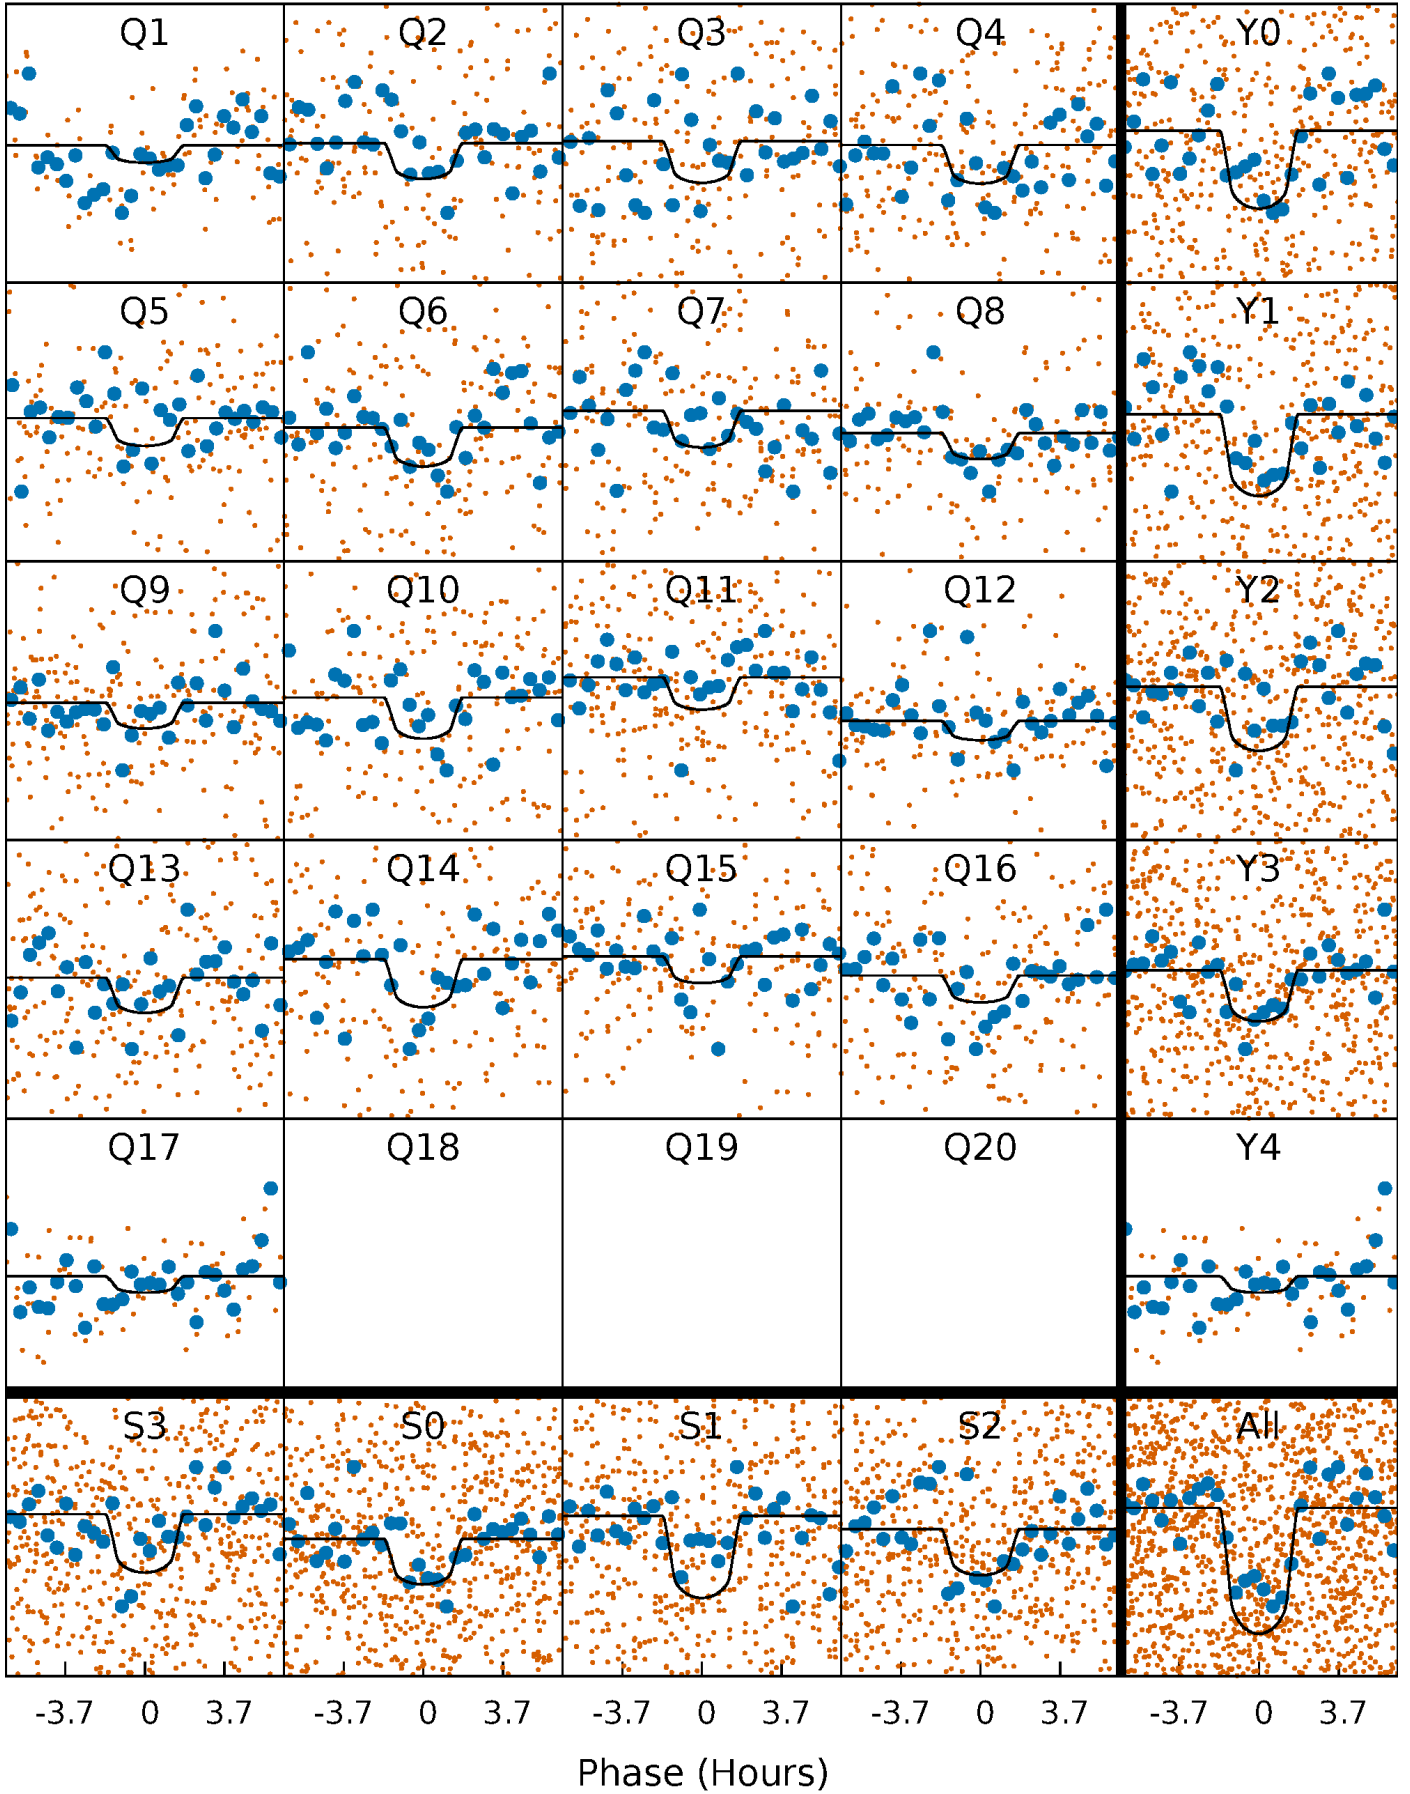 Q1 Q2 Q3 Q4 Y0
Q5 Q6 Q7 Q8 Y1
Q9 Q10 Q11 Q12 Y2
Q13 Q14 Q15 Q16 Y3
Q17 Q18 Q19 Q20 Y4
S3 S0 S1 S2 All
-3.7 0 3.7 -3.7 0 3.7 -3.7 0 3.7 -3.7 0 3.7 -3.7 0 3.7
Phase (Hours)